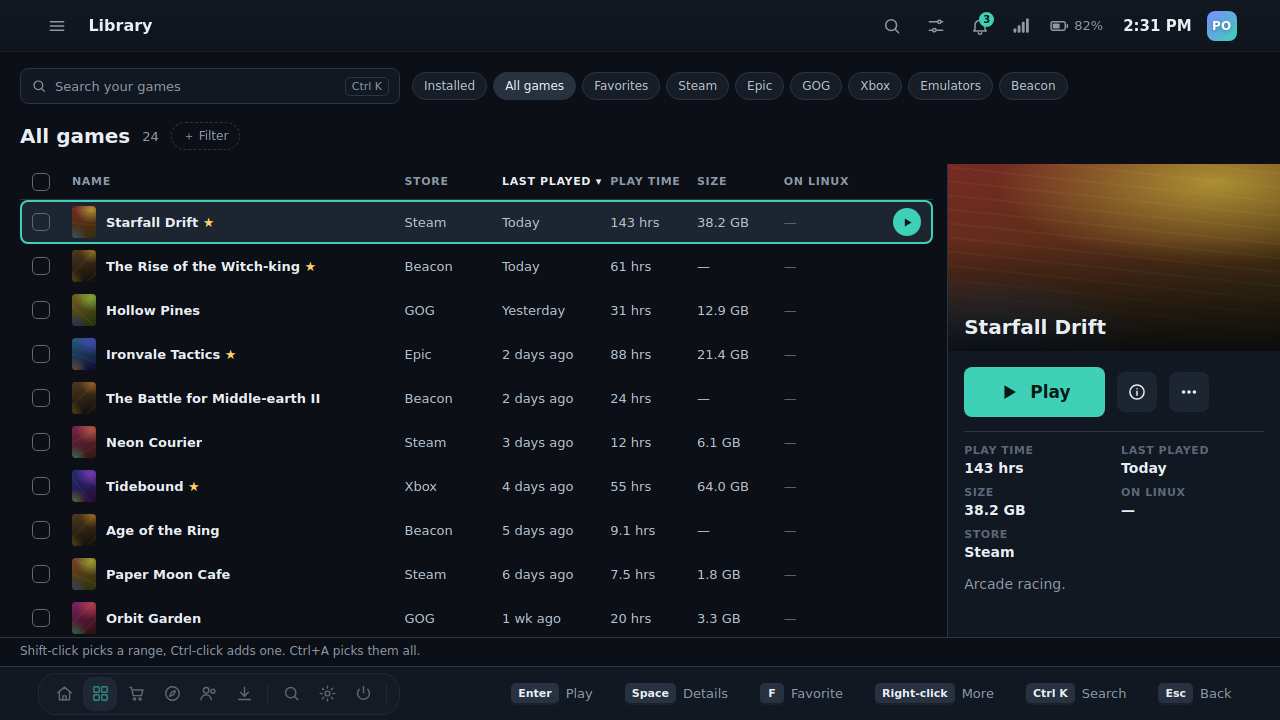 Library
3
82%
2:31 PM
PO
Search your games
Ctrl K
Installed
All games
Favorites
Steam
Epic
GOG
Xbox
Emulators
Beacon
All games 24 + Filter
NAME STORE LAST PLAYED ▾ PLAY TIME SIZE ON LINUX
Starfall Drift ★ Steam Today 143 hrs 38.2 GB —
The Rise of the Witch-king ★ Beacon Today 61 hrs — —
Hollow Pines GOG Yesterday 31 hrs 12.9 GB —
Ironvale Tactics ★ Epic 2 days ago 88 hrs 21.4 GB —
The Battle for Middle-earth II Beacon 2 days ago 24 hrs — —
Neon Courier Steam 3 days ago 12 hrs 6.1 GB —
Tidebound ★ Xbox 4 days ago 55 hrs 64.0 GB —
Age of the Ring Beacon 5 days ago 9.1 hrs — —
Paper Moon Cafe Steam 6 days ago 7.5 hrs 1.8 GB —
Orbit Garden GOG 1 wk ago 20 hrs 3.3 GB —
Starfall Drift
Play
PLAY TIME LAST PLAYED
143 hrs Today
SIZE ON LINUX
38.2 GB —
STORE
Steam
Arcade racing.
Shift-click picks a range, Ctrl-click adds one. Ctrl+A picks them all.
Enter Play Space Details F Favorite Right-click More Ctrl K Search Esc Back